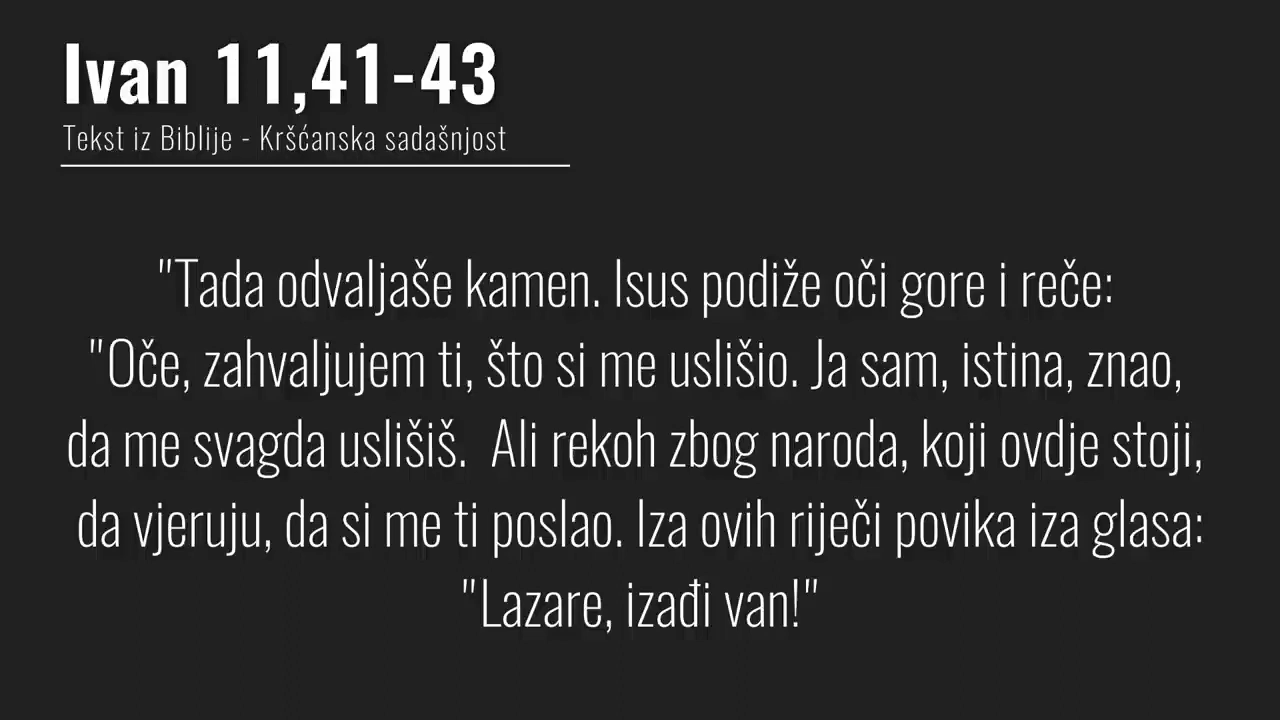 Ivan 11,41-43
Tekst iz Biblije - Kršćanska sadašnjost
"Tada odvaljaše kamen. Isus podiže oči gore i reče:
"Oče, zahvaljujem ti, što si me uslišio. Ja sam, istina, znao,
da me svagda uslišiš.  Ali rekoh zbog naroda, koji ovdje stoji,
da vjeruju, da si me ti poslao. Iza ovih riječi povika iza glasa:
"Lazare, izađi van!"